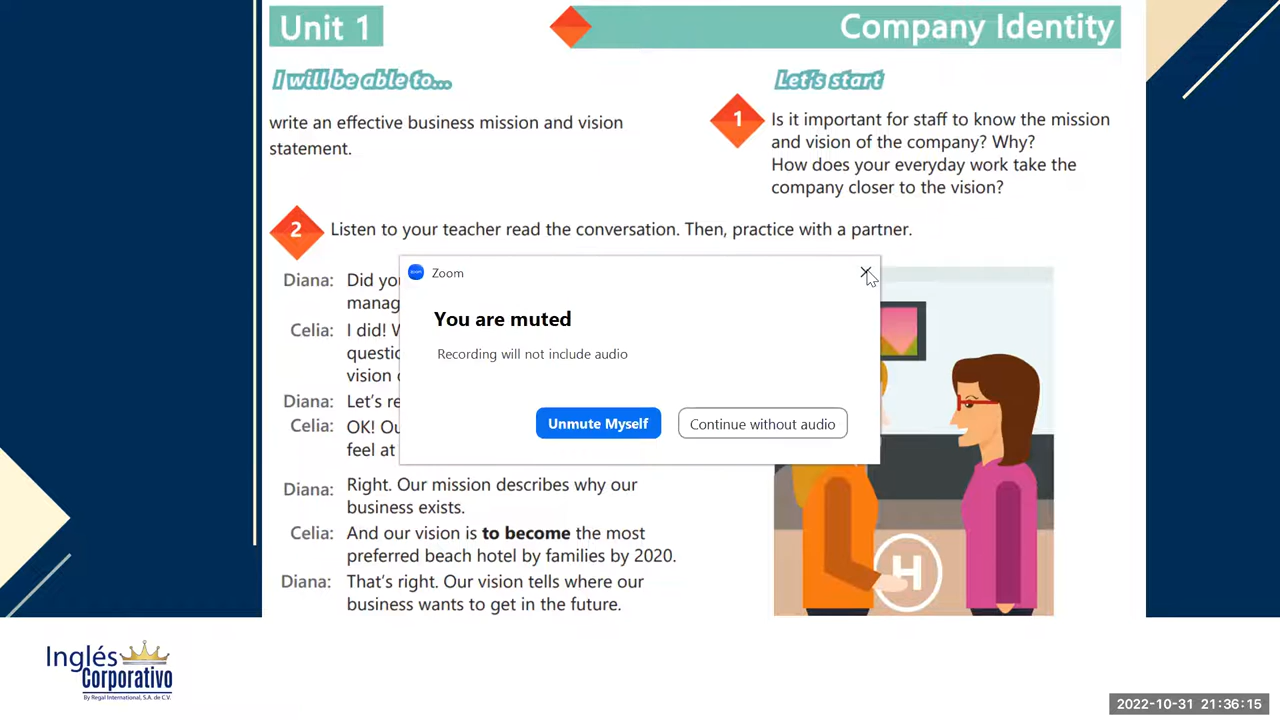 Unit 1
Company Identity
I will be able to...
write an effective business mission and vision
statement.
Let's start
1
Is it important for staff to know the mission
and vision of the company? Why?
How does your everyday work take the
company closer to the vision?
2
Listen to your teacher read the conversation. Then, practice with a partner.
Diana: Did you
manag
Celia: I did! W
questio
vision o
Diana: Let's re
Celia: OK! Ou
feel at
Diana: Right. Our mission describes why our
business exists.
Celia: And our vision is to become the most
preferred beach hotel by families by 2020.
Diana: That's right. Our vision tells where our
business wants to get in the future.
zoom
Zoom
You are muted
Recording will not include audio
Unmute Myself
Continue without audio
H
Inglés
Corporativo
By Regal International, S.A. de C.V.
2022-10-31 21:36:15